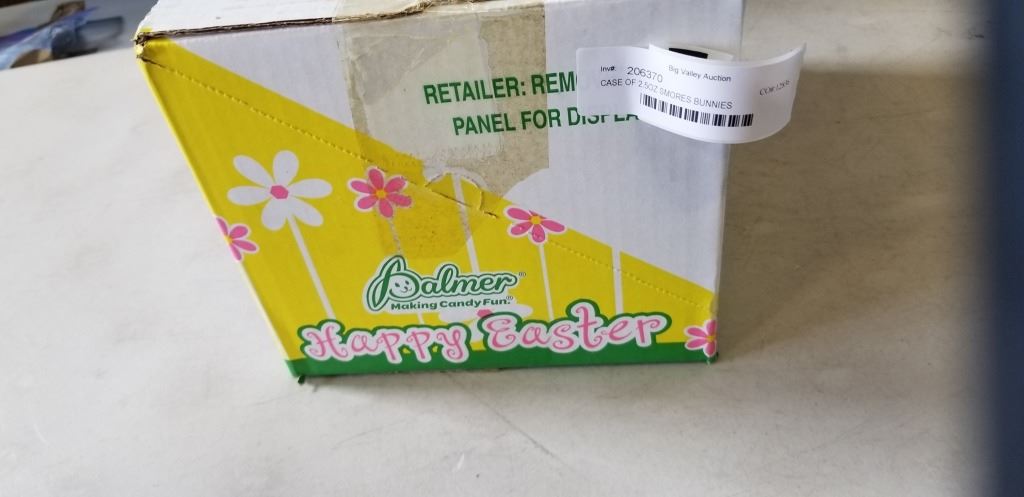 RETAILER: REM
PANEL FOR DISPLA
Inv#: 206370 Big Valley Auction
CASE OF 2.5OZ SMORES BUNNIES
Palmer®
Making Candy Fun.®
Happy Easter